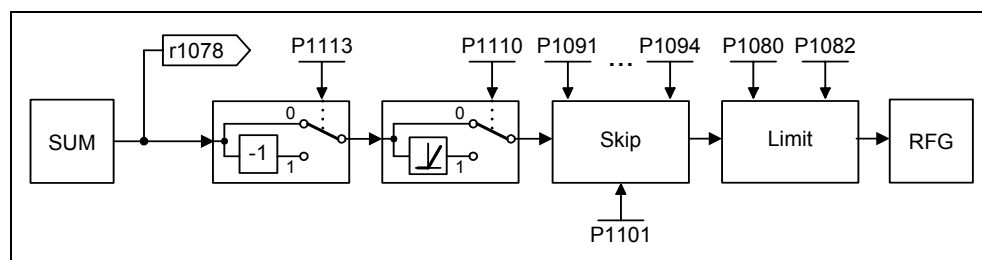 r1078
P1113
P1110
P1091
...
P1094
P1080
P1082
SUM
0
-1
1
0
1
Skip
Limit
RFG
P1101